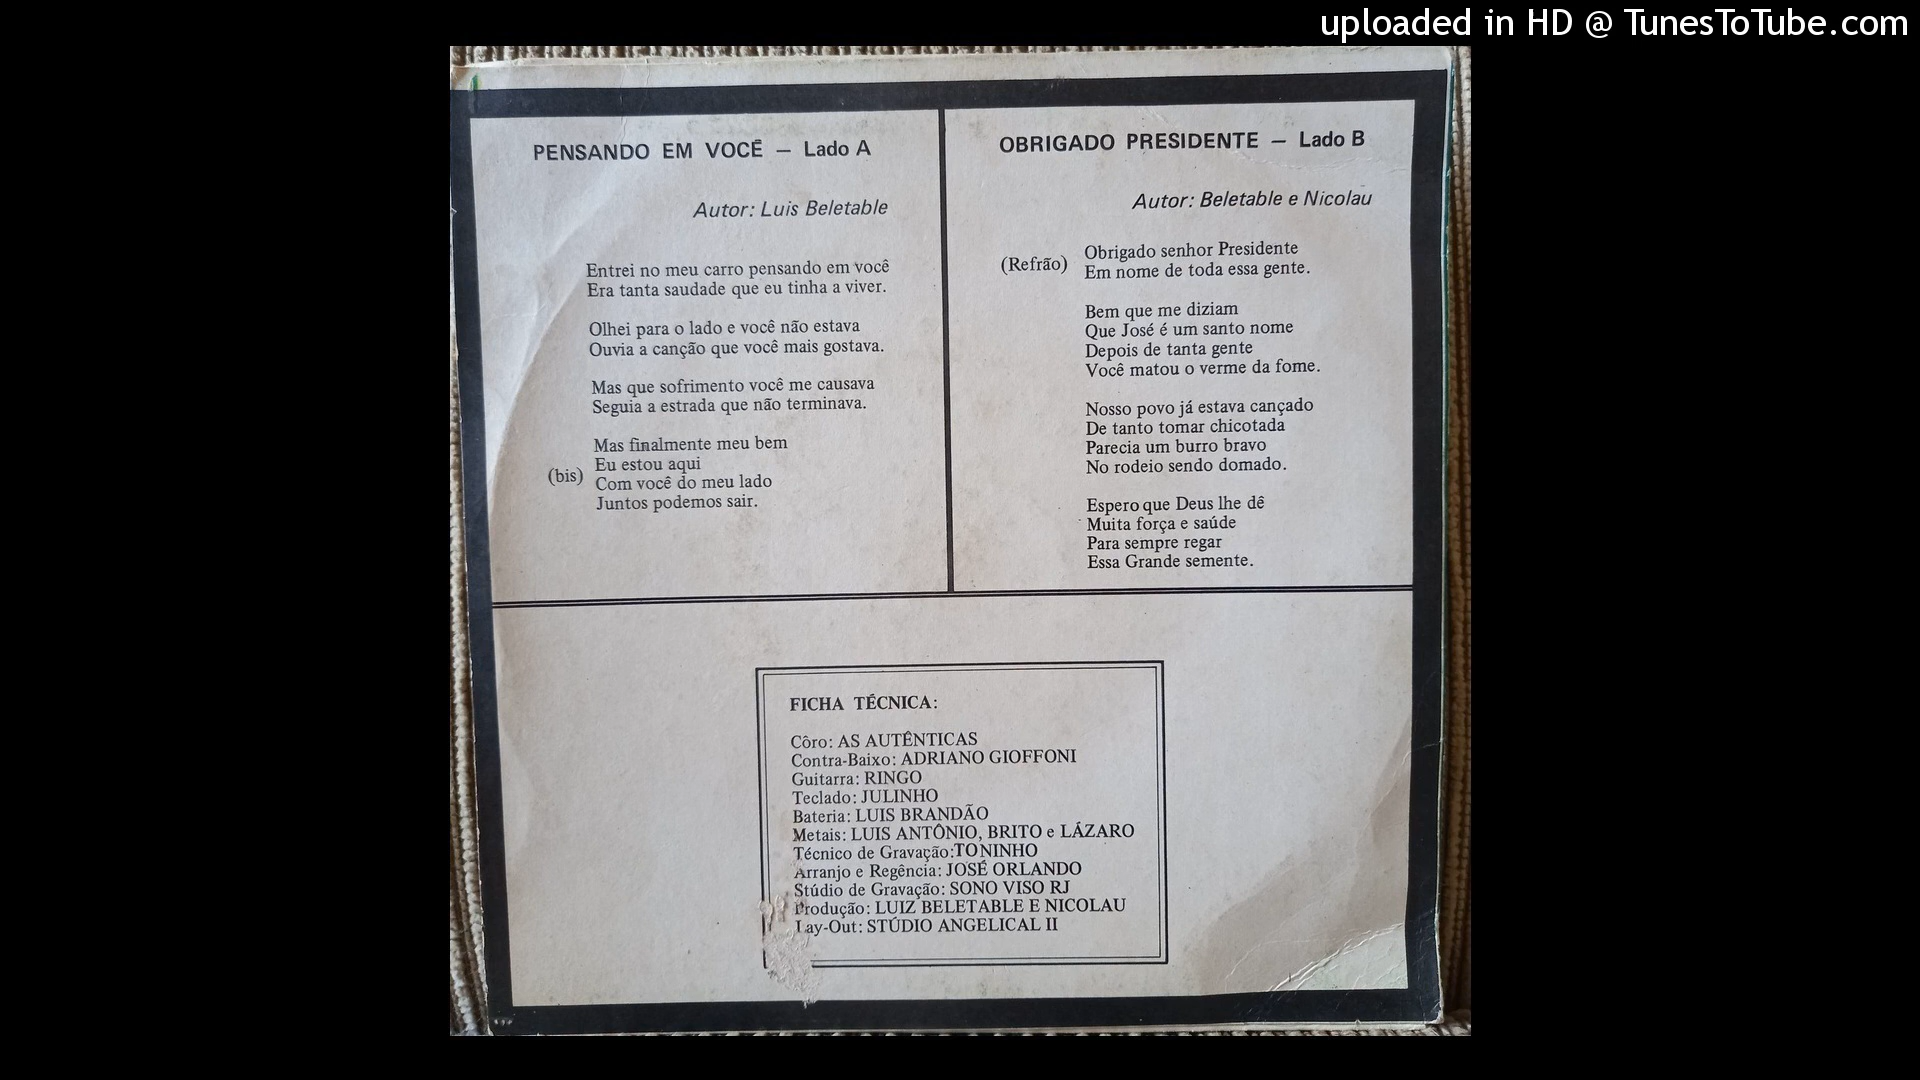 uploaded in HD @ TunesToTube.com
PENSANDO EM VOCÊ — Lado A
Autor: Luis Beletable
Entrei no meu carro pensando em você
Era tanta saudade que eu tinha a viver.
Olhei para o lado e você não estava
Ouvia a canção que você mais gostava.
Mas que sofrimento você me causava
Seguia a estrada que não terminava.
Mas finalmente meu bem
Eu estou aqui
(bis)
Com você do meu lado
Juntos podemos sair.
OBRIGADO PRESIDENTE — Lado B
Autor: Beletable e Nicolau
(Refrão)
Obrigado senhor Presidente
Em nome de toda essa gente.
Bem que me diziam
Que José é um santo nome
Depois de tanta gente
Você matou o verme da fome.
Nosso povo já estava cançado
De tanto tomar chicotada
Parecia um burro bravo
No rodeio sendo domado.
Espero que Deus lhe dê
Muita força e saúde
Para sempre regar
Essa Grande semente.
FICHA TÉCNICA:
Côro: AS AUTÊNTICAS
Contra-Baixo: ADRIANO GIOFFONI
Guitarra: RINGO
Teclado: JULINHO
Bateria: LUIS BRANDÃO
Metais: LUIS ANTÔNIO, BRITO e LÁZARO
Técnico de Gravação:TONINHO
Arranjo e Regência: JOSÉ ORLANDO
Stúdio de Gravação: SONO VISO RJ
Produção: LUIZ BELETABLE E NICOLAU
Lay-Out: STÚDIO ANGELICAL II